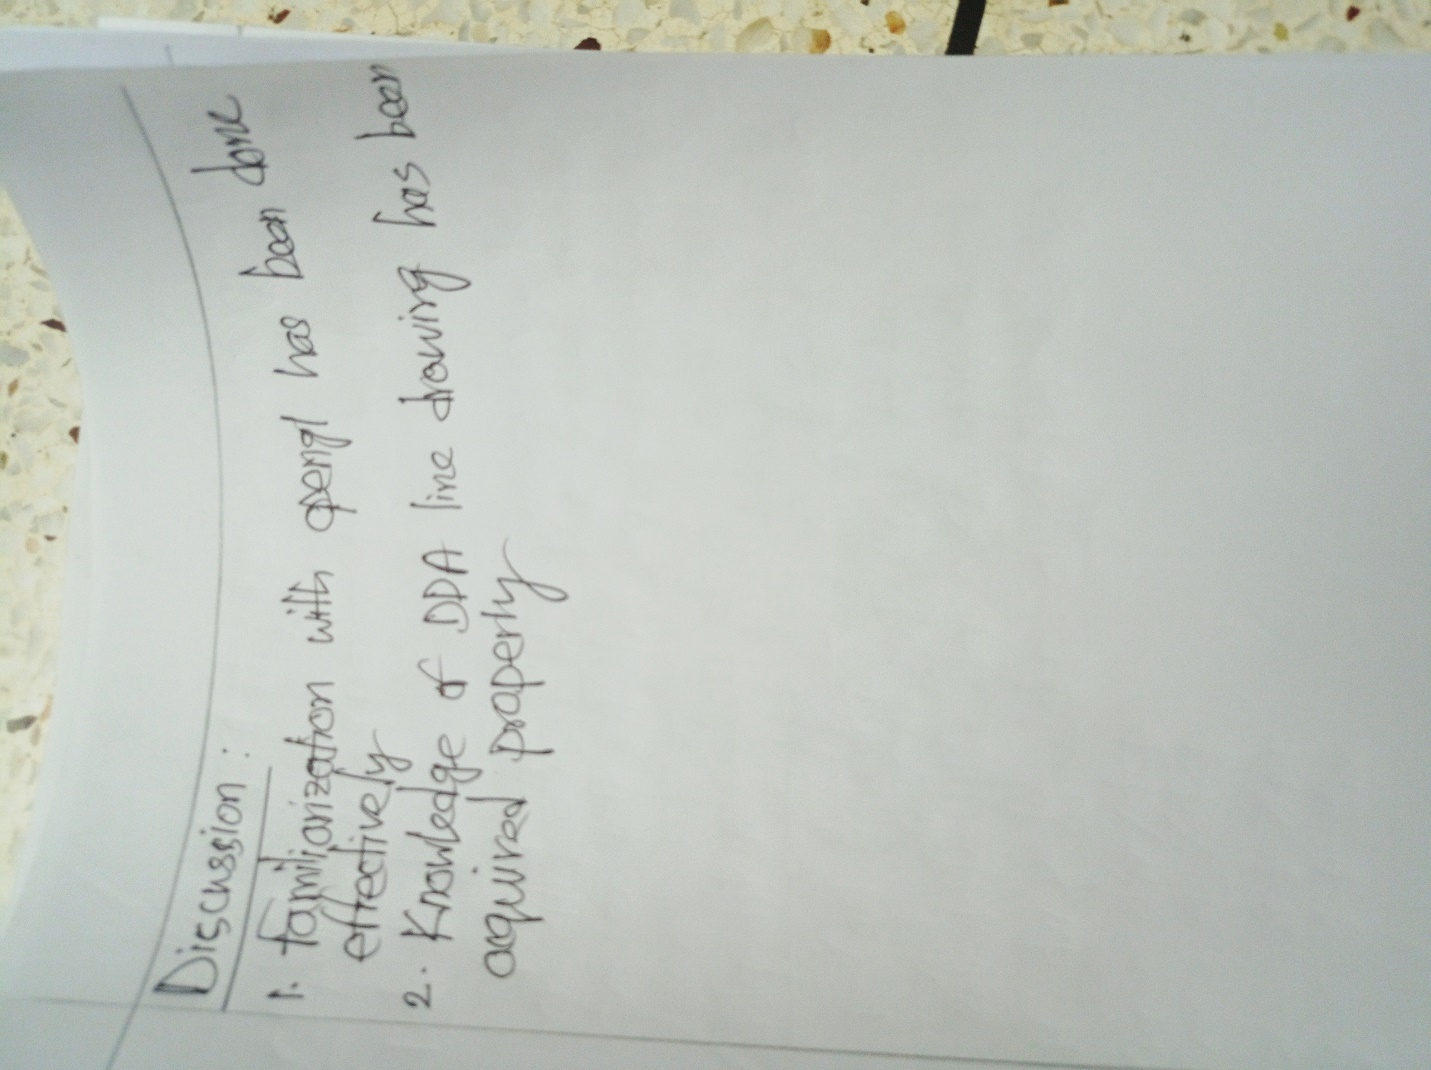 Discussion :
1. familiarization with opengl has been done
effectively
2. Knowledge of DDA line drawing has been
acquired properly